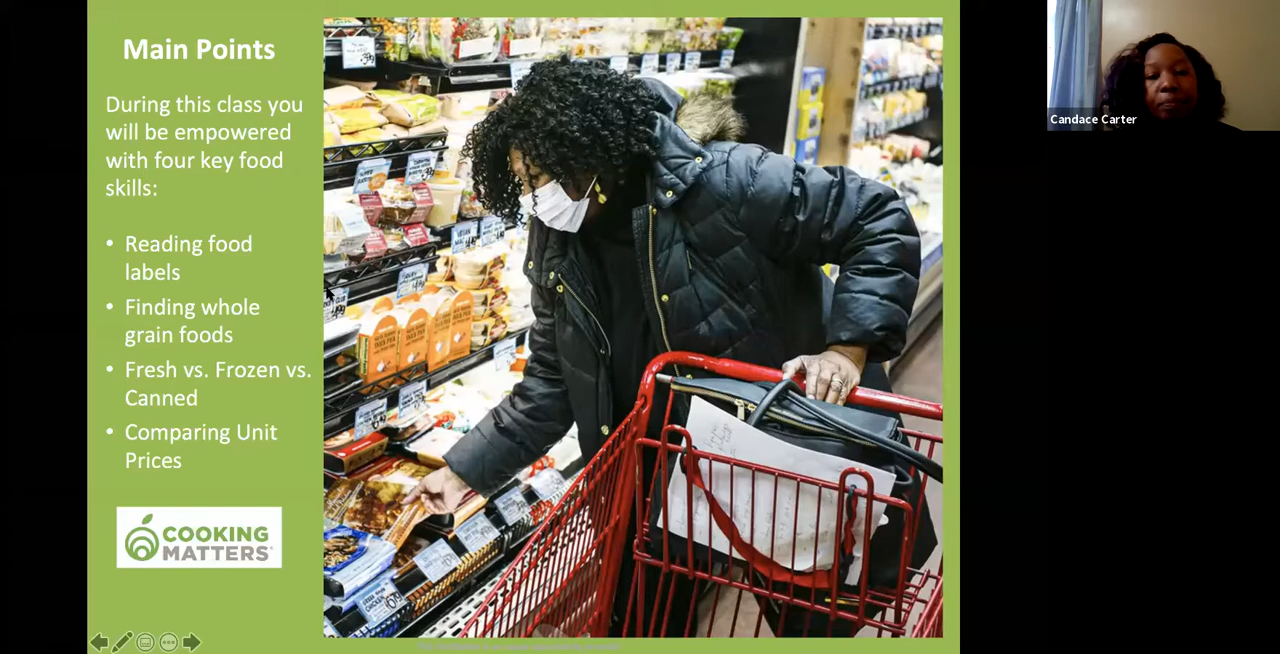 Main Points
During this class you
will be empowered
with four key food
skills:
• Reading food
labels
• Finding whole
grain foods
• Fresh vs. Frozen vs.
Canned
• Comparing Unit
Prices
COOKING
MATTERS
Candace Carter